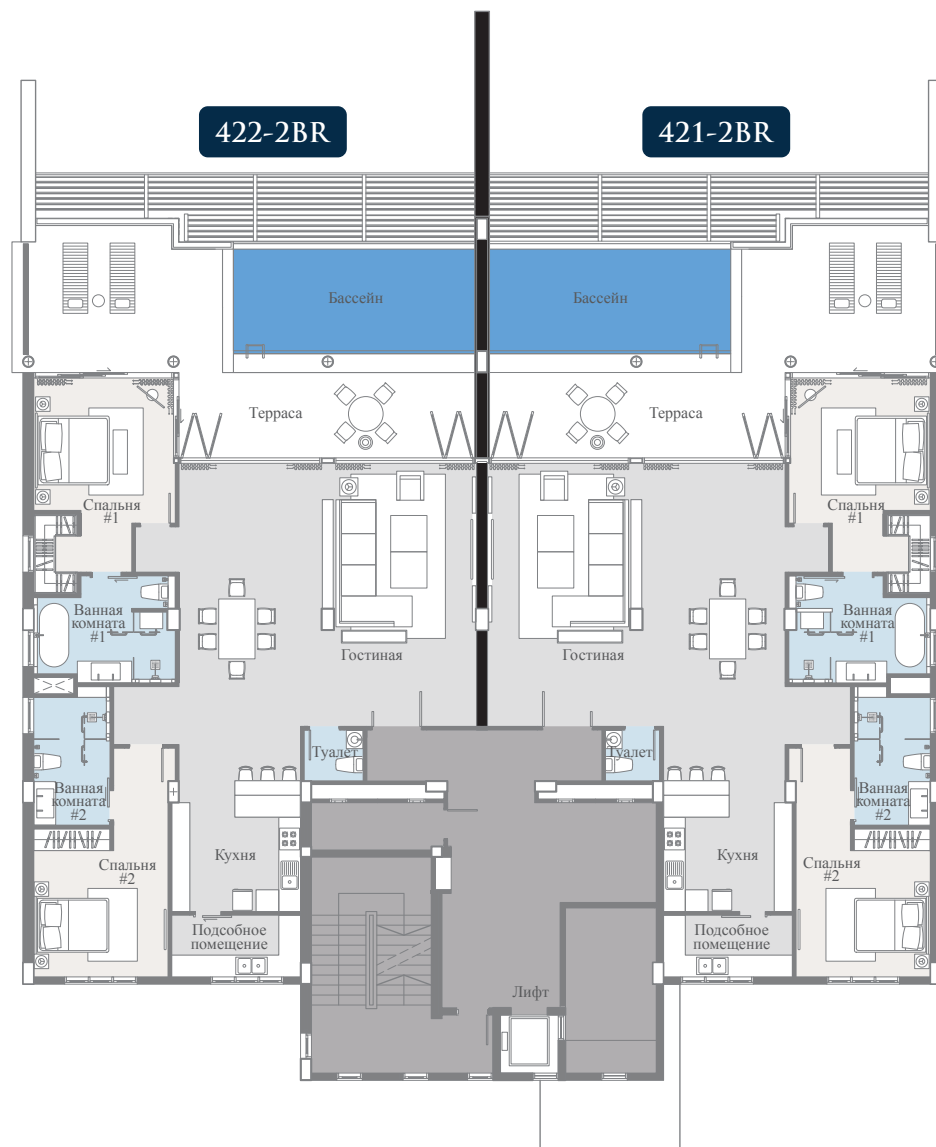 422-2BR
421-2BR
Бассейн
Бассейн
Терраса
Терраса
Спальня
#1
Спальня
#1
Ванная
комната
#1
Ванная
комната
#1
Гостиная
Гостиная
Туалет
Туалет
Ванная
комната
#2
Ванная
комната
#2
Кухня
Кухня
Спальня
#2
Спальня
#2
Подсобное
помещение
Подсобное
помещение
Лифт